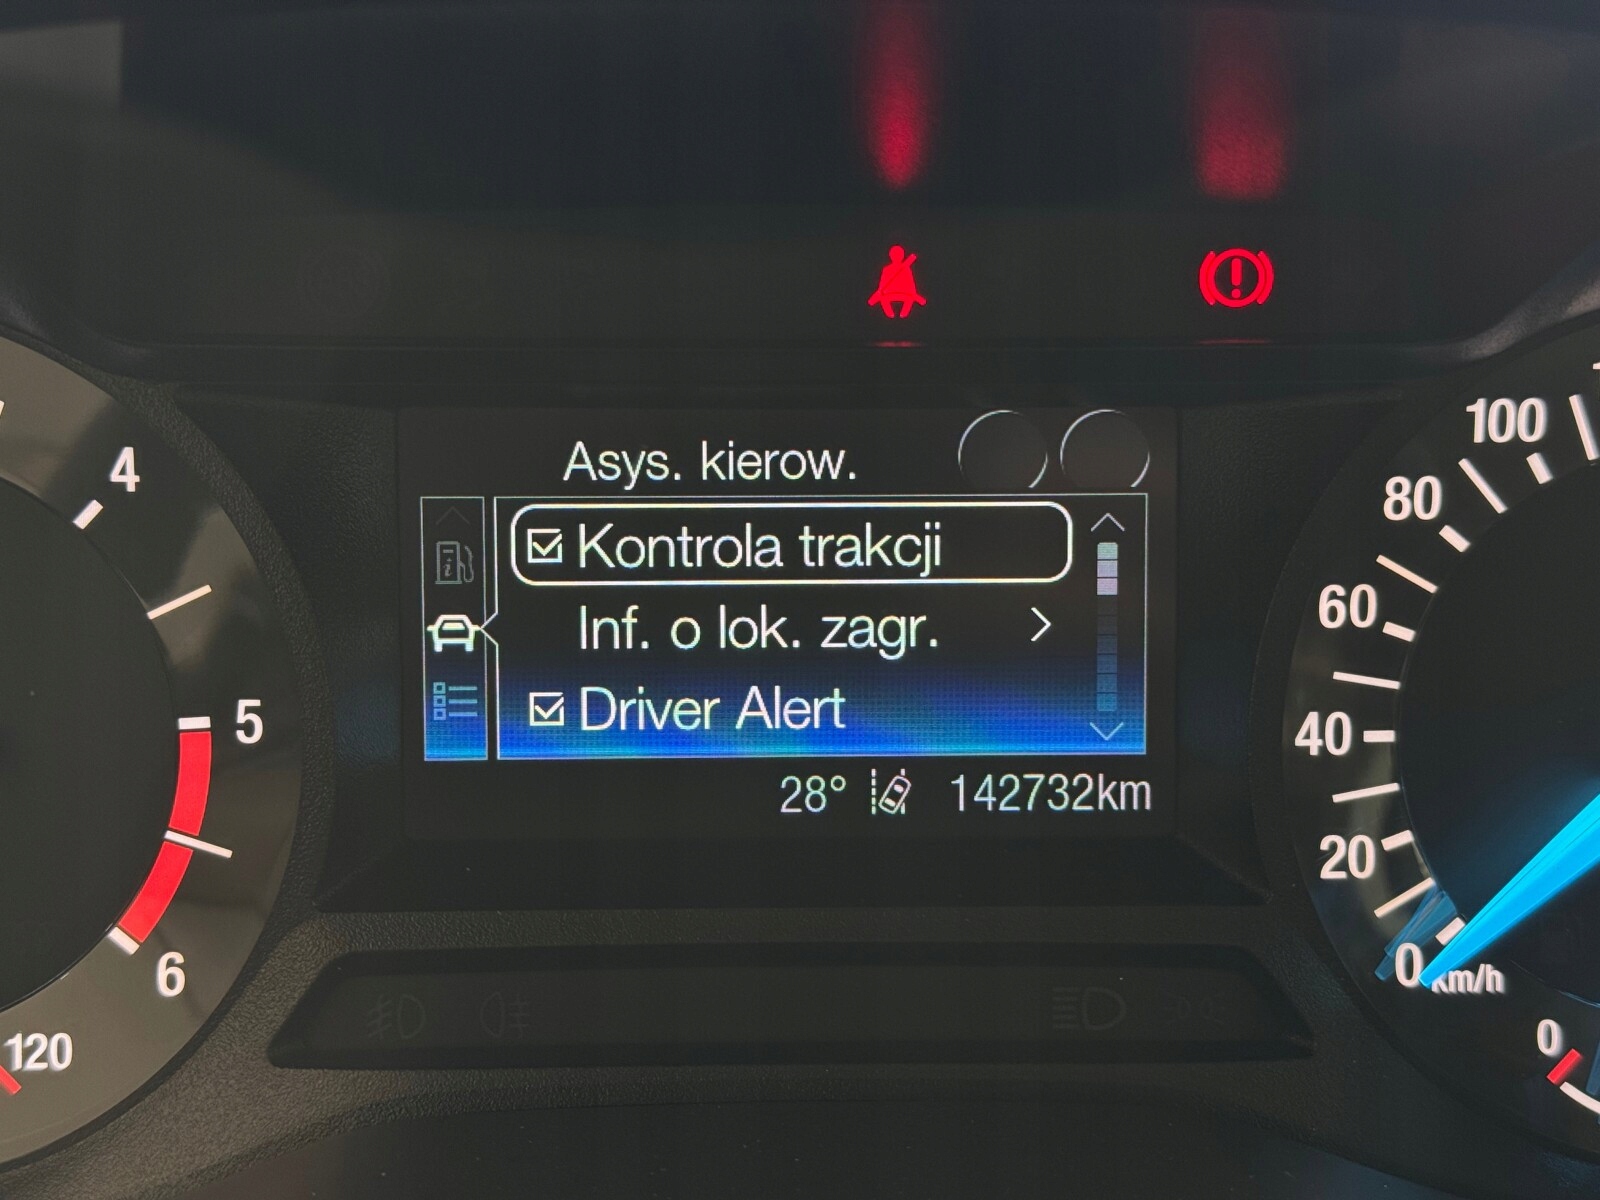 Asys. kierow.
Kontrola trakcji
Inf. o lok. zagr.
Driver Alert
28° 142732km
4
5
6
120
100
80
60
40
20
0
km/h
0